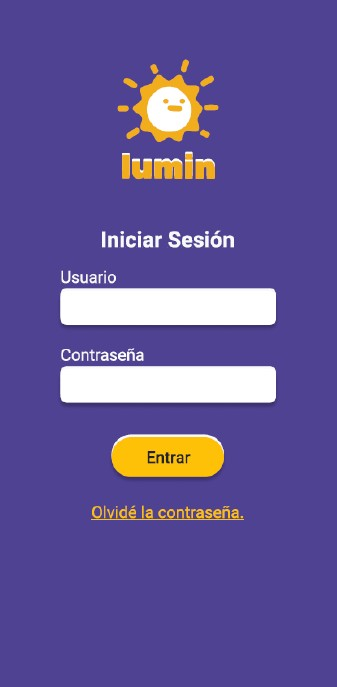 lumin
Iniciar Sesión
Usuario
Contraseña
Entrar
Olvidé la contraseña.